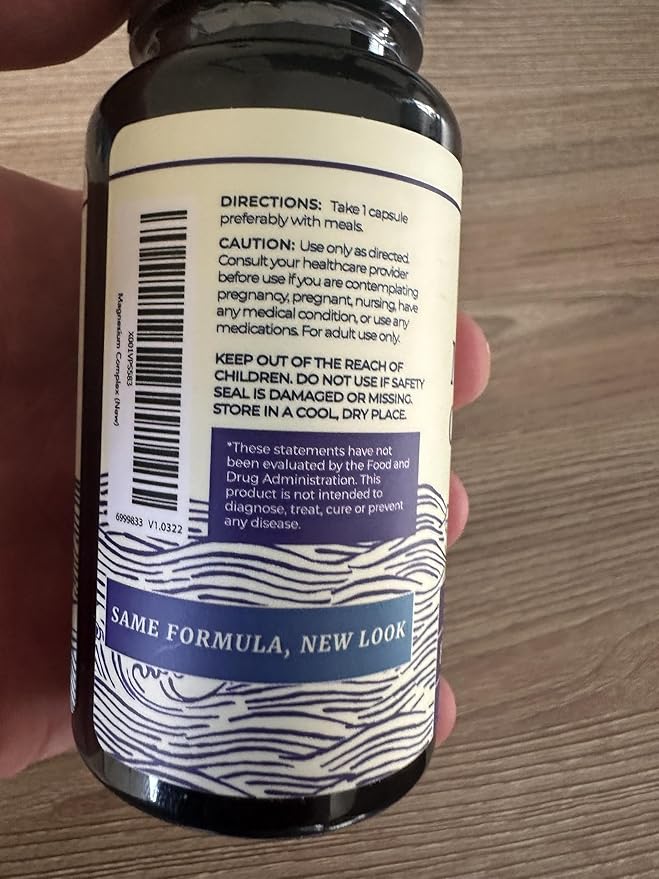 DIRECTIONS: Take 1 capsule
preferably with meals.
CAUTION: Use only as directed.
Consult your healthcare provider
before use if you are contemplating
pregnancy, pregnant, nursing, have
any medical condition, or use any
medications. For adult use only.
KEEP OUT OF THE REACH OF
CHILDREN. DO NOT USE IF SAFETY
SEAL IS DAMAGED OR MISSING.
STORE IN A COOL, DRY PLACE.
*These statements have not
been evaluated by the Food and
Drug Administration. This
product is not intended to
diagnose, treat, cure or prevent
any disease.
Magnesium Complex (New)
6999833 V1.0322
SAME FORMULA, NEW LOOK